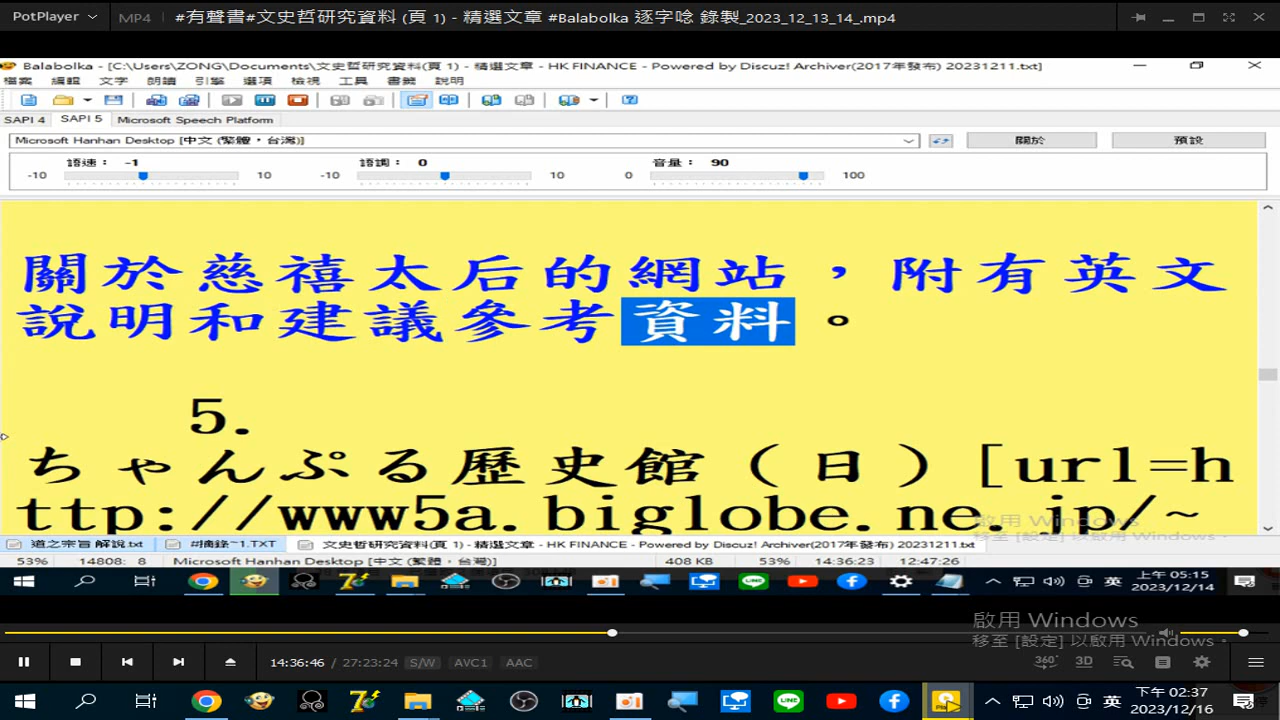 PotPlayer MP4 #有聲書#文史哲研究資料 (頁 1) - 精選文章 #Balabolka 逐字唸 錄製_2023_12_13_14_.mp4
Balabolka - [C:\Users\ZONG\Documents\文史哲研究資料(頁 1) - 精選文章 - HK FINANCE - Powered by Discuz! Archiver(2017年發布) 20231211.txt]
檔案 編輯 文字 朗讀 引擎 選項 檢視 工具 書籤 說明
SAPI 4 SAPI 5 Microsoft Speech Platform
Microsoft Hanhan Desktop [中文 (繁體，台灣)] 關於 預設
語速： -1 語調： 0 音量： 90
-10 10 -10 10 0 100
關於慈禧太后的網站，附有英文
說明和建議參考資料。
5.
ちゃんぷる歷史館（日）[url=h
ttp://www5a.biglobe.ne.jp/~
啟用 Windows
移至 [設定] 以啟用 Windows。
道之宗旨 解說.txt #摘錄~1.TXT 文史哲研究資料(頁 1) - 精選文章 - HK FINANCE - Powered by Discuz! Archiver(2017年發布) 20231211.txt
53% 14808: 8 Microsoft Hanhan Desktop [中文 (繁體，台灣)] 408 KB 53% 14:36:23 12:47:26
英 上午 05:15
2023/12/14
啟用 Windows
移至 [設定] 以啟用 Windows。
14:36:46 / 27:23:24 S/W AVC1 AAC 360° 3D
英 下午 02:37
2023/12/16